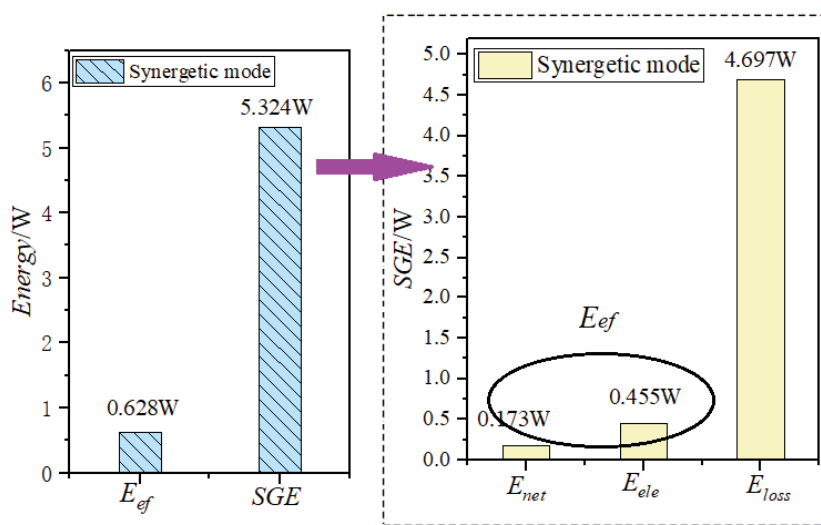 Synergetic mode
Energy/W
6
5
4
3
2
1
0
5.324W
0.628W
E_ef
SGE
Synergetic mode
SGE/W
5.0
4.5
4.0
3.5
3.0
2.5
2.0
1.5
1.0
0.5
0.0
4.697W
E_ef
0.173W
0.455W
E_net
E_ele
E_loss